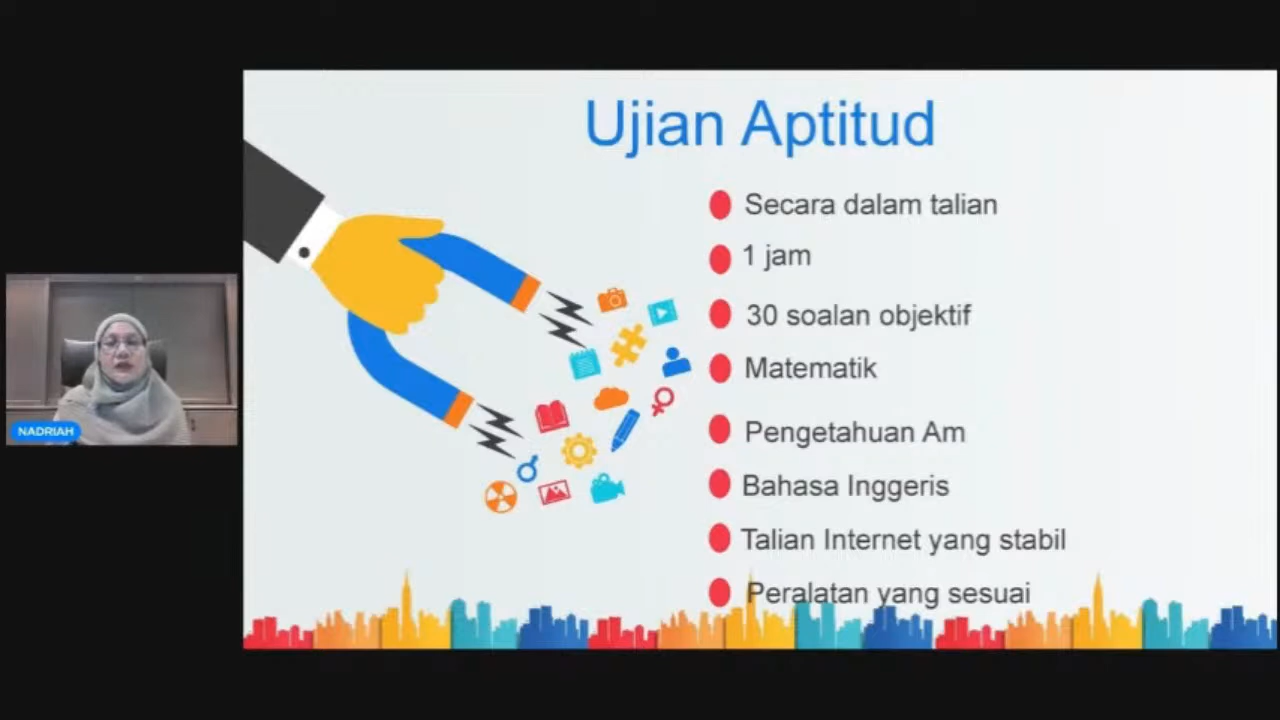 Ujian Aptitud
Secara dalam talian
1 jam
30 soalan objektif
Matematik
Pengetahuan Am
Bahasa Inggeris
Talian Internet yang stabil
Peralatan yang sesuai
NADRIAH